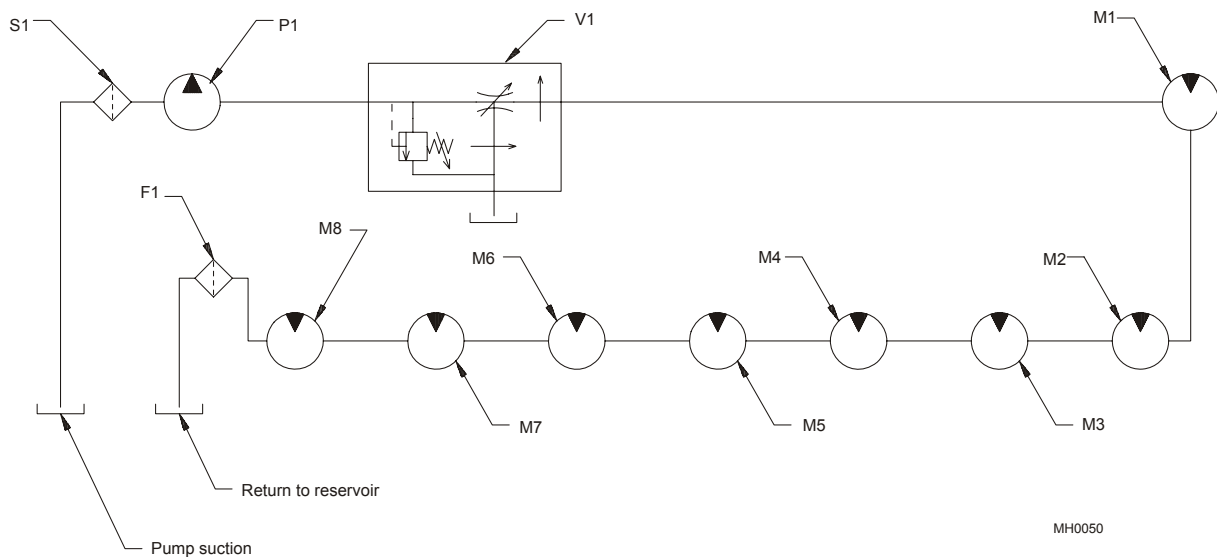 S1
P1
V1
M1
F1
M8
M6
M4
M2
M7
M5
M3
Return to reservoir
MH0050
Pump suction